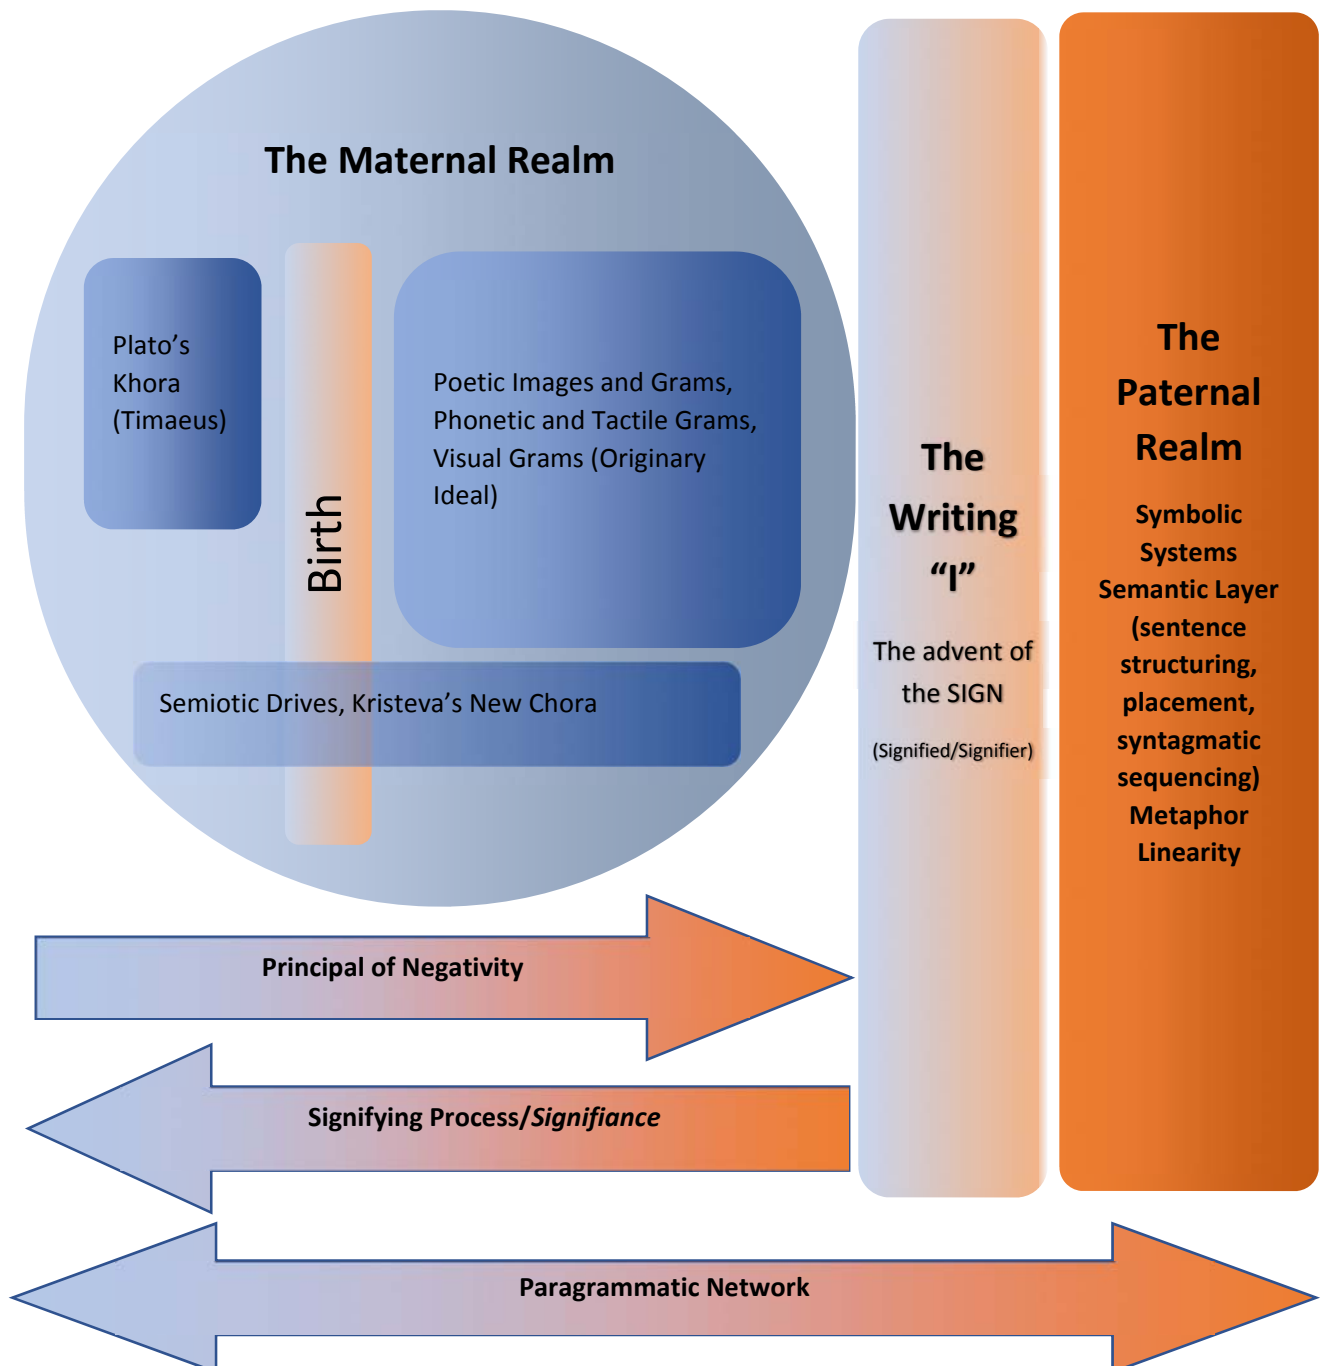 The Maternal Realm
Plato’s
Khora
(Timaeus)
Birth
Poetic Images and Grams,
Phonetic and Tactile Grams,
Visual Grams (Originary
Ideal)
Semiotic Drives, Kristeva’s New Chora
The
Writing
“I”
The advent of
the SIGN
(Signified/Signifier)
The
Paternal
Realm
Symbolic
Systems
Semantic Layer
(sentence
structuring,
placement,
syntagmatic
sequencing)
Metaphor
Linearity
Principal of Negativity
Signifying Process/Signifiance
Paragrammatic Network